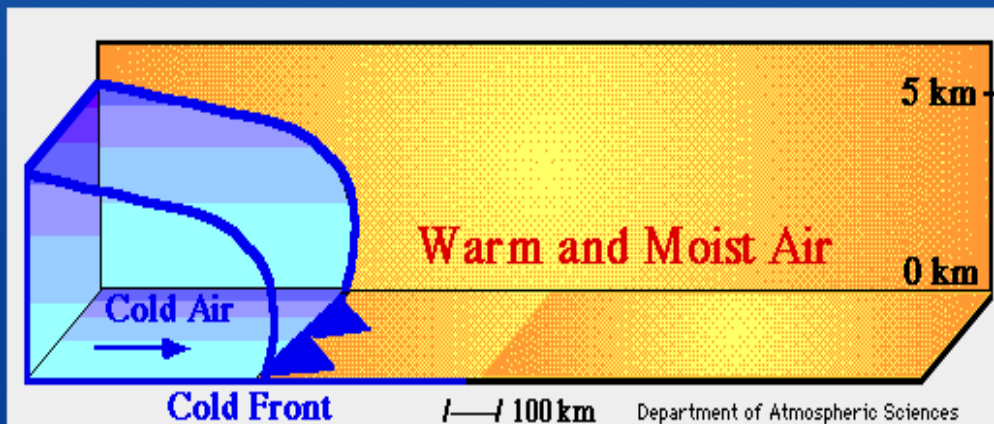 5 km
Warm and Moist Air
0 km
Cold Air
Cold Front
100 km
Department of Atmospheric Sciences